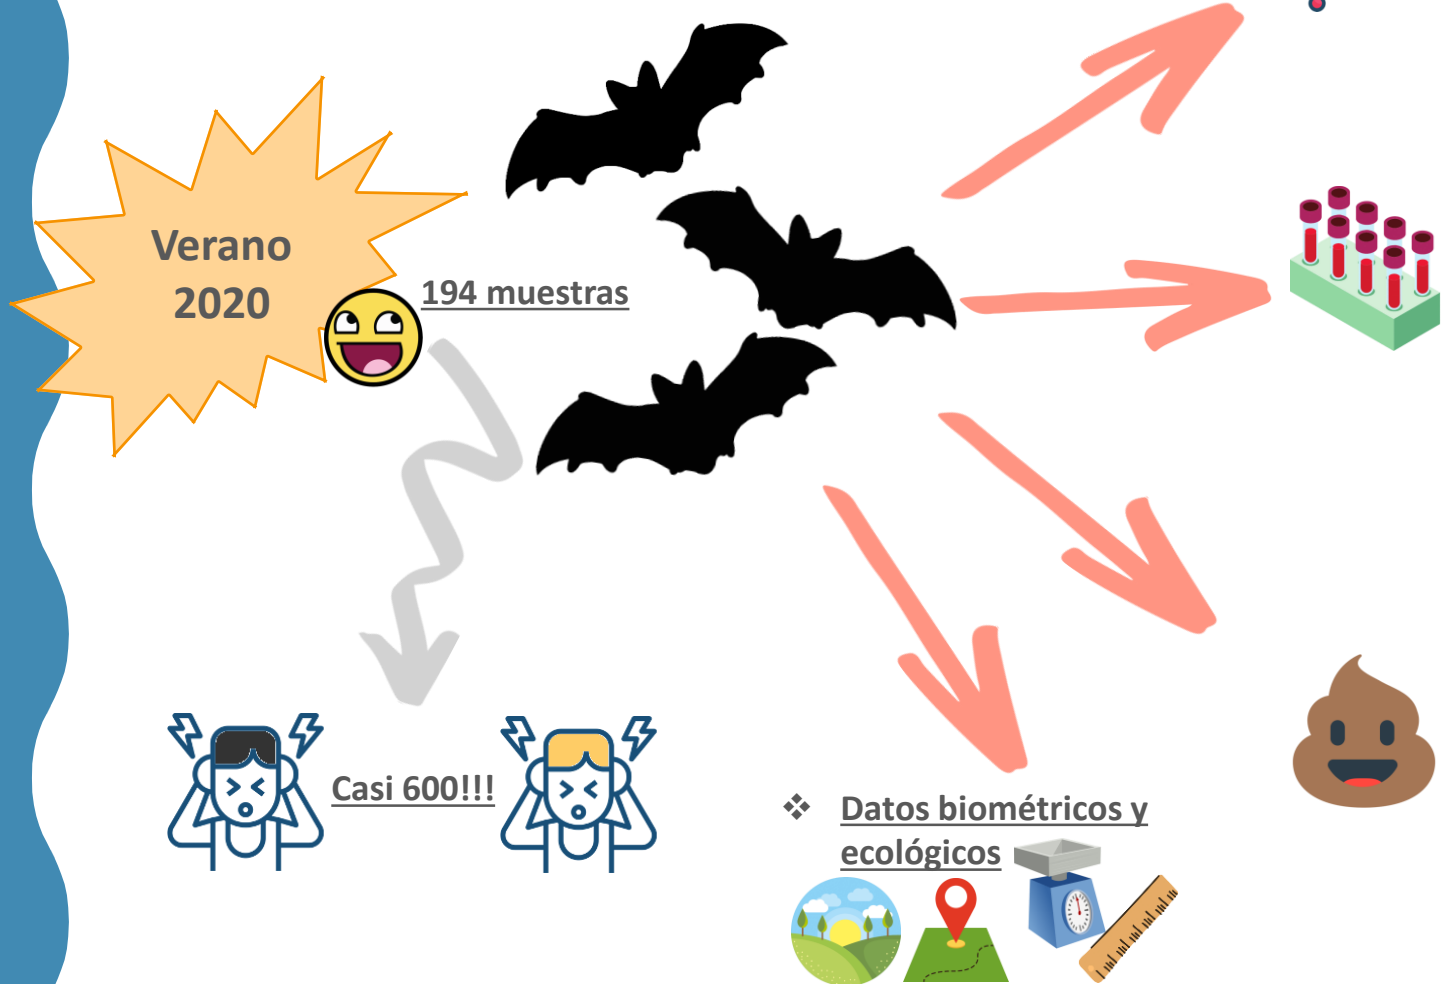 Verano
2020
194 muestras
Casi 600!!!
❖ Datos biométricos y
ecológicos